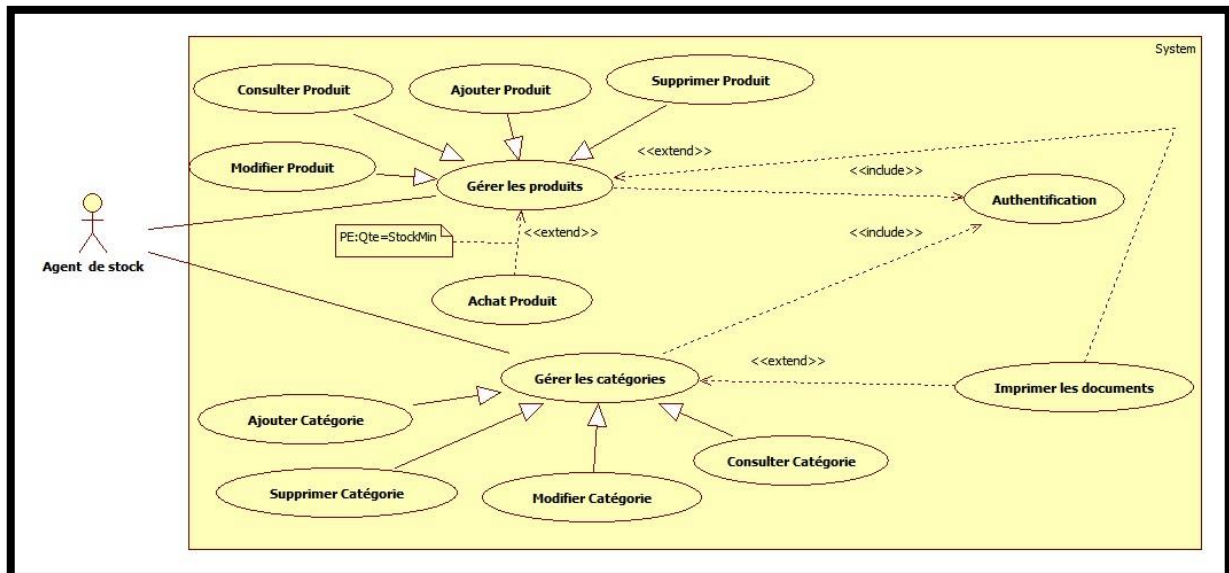 System
Consulter Produit
Ajouter Produit
Supprimer Produit
Modifier Produit
<<extend>>
<<include>>
Gérer les produits
Authentification
PE:Qte=StockMin
<<extend>>
<<include>>
Agent de stock
Achat Produit
<<extend>>
Gérer les catégories
Imprimer les documents
Ajouter Catégorie
Consulter Catégorie
Supprimer Catégorie
Modifier Catégorie